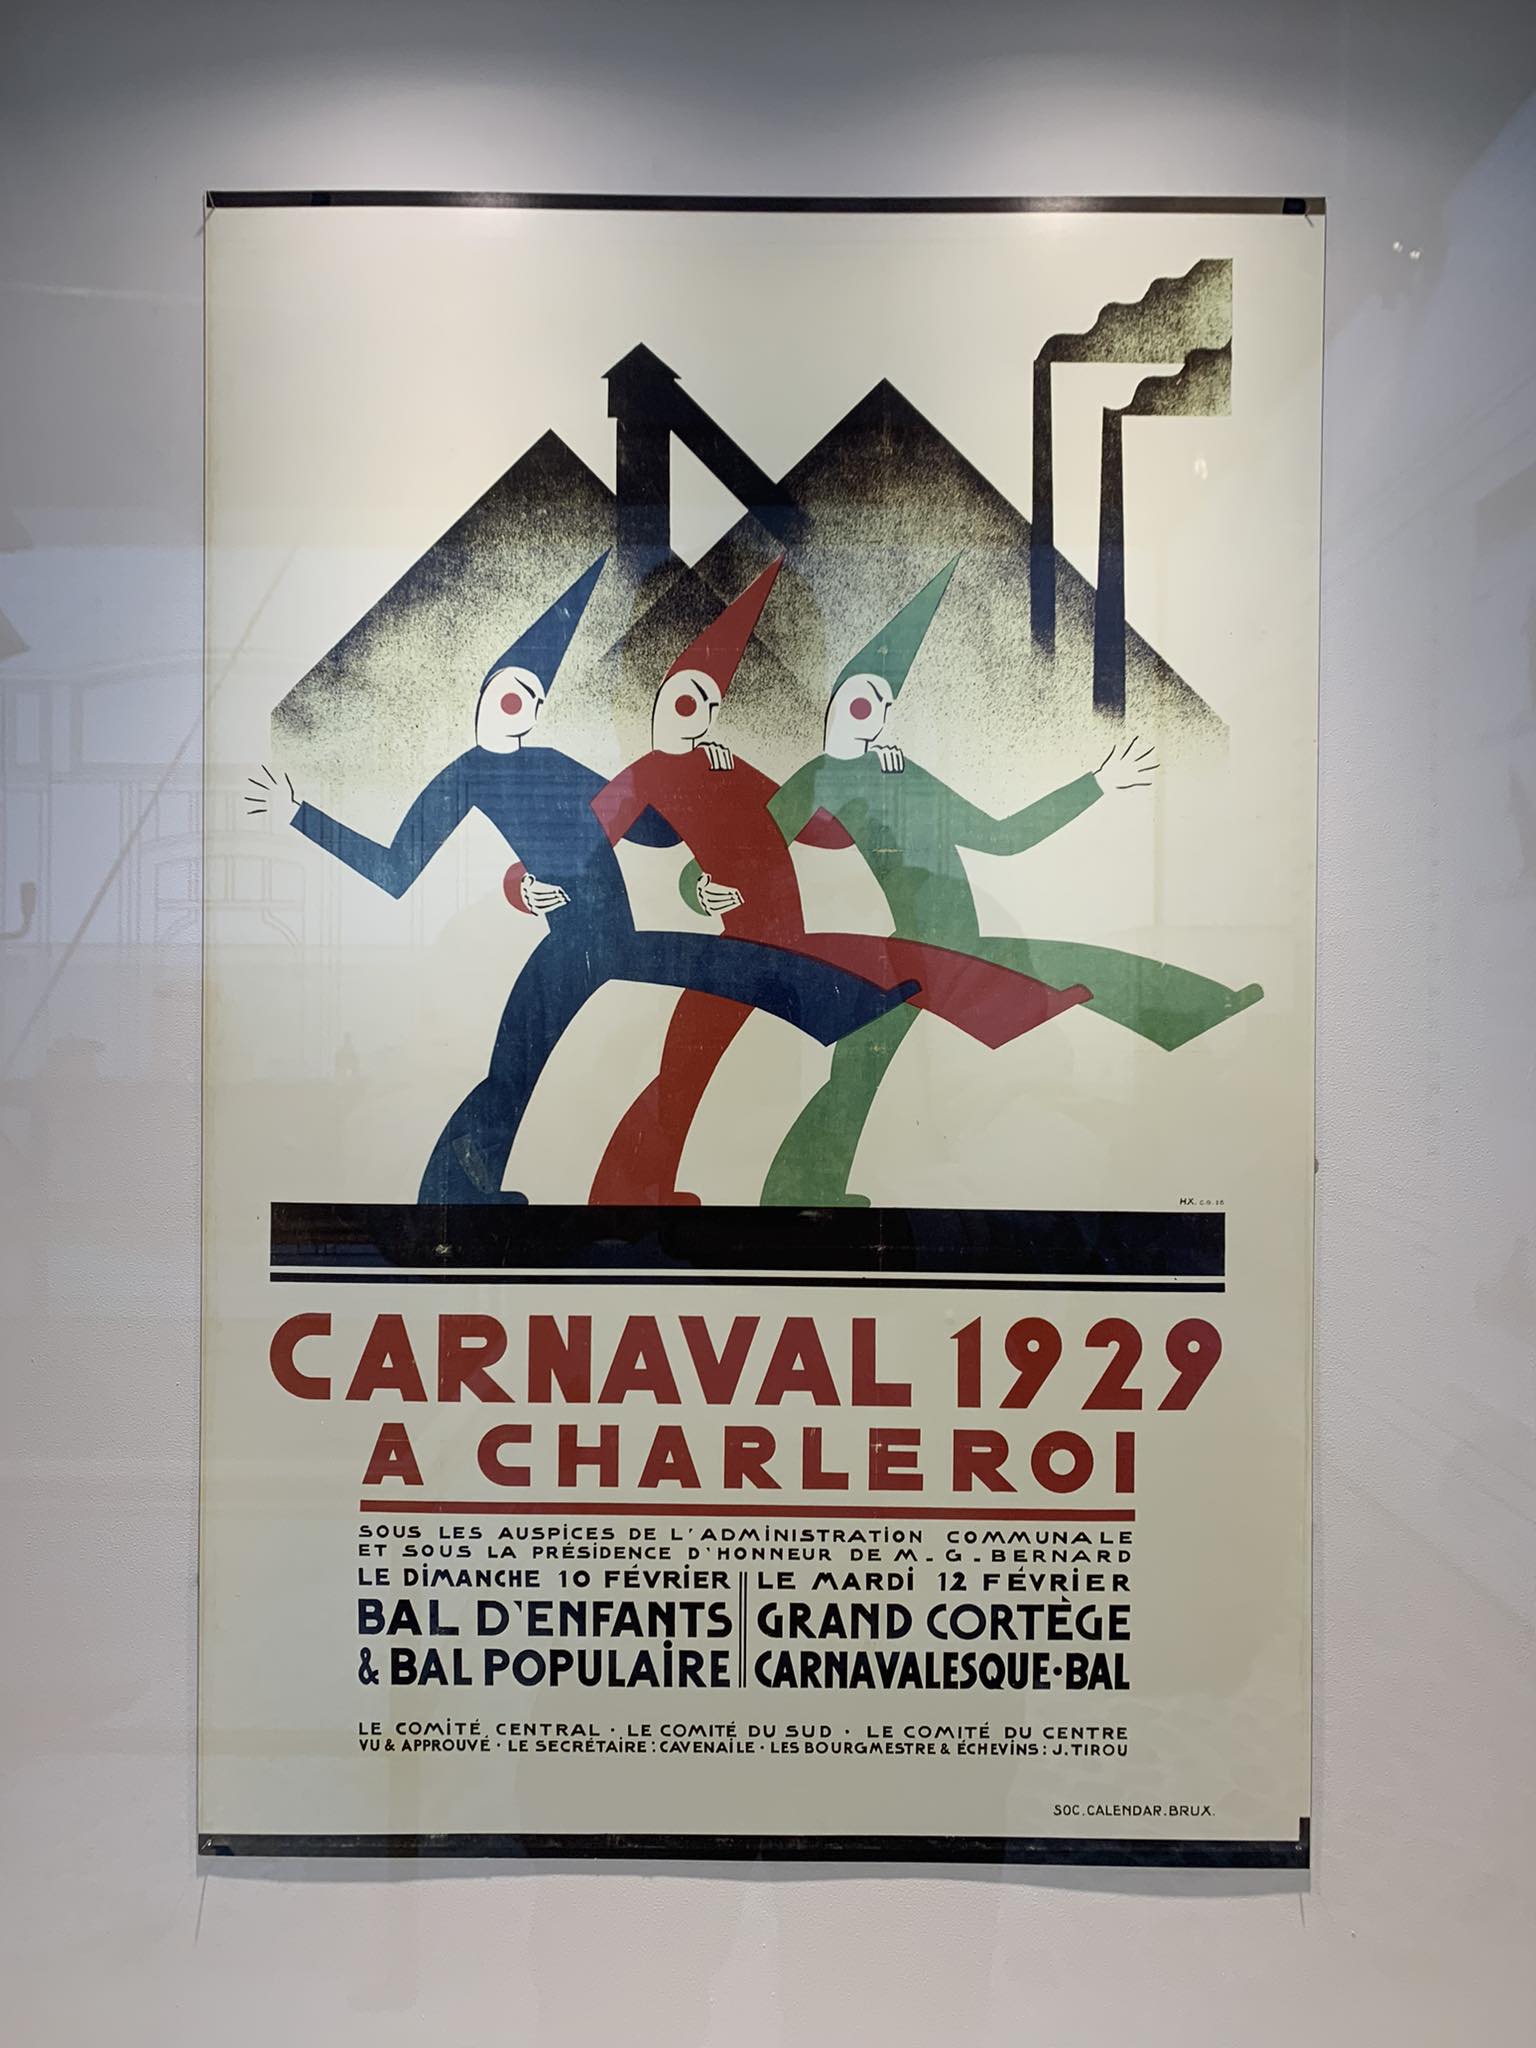 HX. C.G. 28
CARNAVAL 1929
A CHARLEROI
SOUS LES AUSPICES DE L'ADMINISTRATION COMMUNALE
ET SOUS LA PRÉSIDENCE D'HONNEUR DE M. G. BERNARD
LE DIMANCHE 10 FÉVRIER
BAL D'ENFANTS
& BAL POPULAIRE
LE MARDI 12 FÉVRIER
GRAND CORTÈGE
CARNAVALESQUE·BAL
LE COMITÉ CENTRAL · LE COMITÉ DU SUD · LE COMITÉ DU CENTRE
VU & APPROUVÉ · LE SECRÉTAIRE: CAVENAILE · LES BOURGMESTRE & ÉCHEVINS: J. TIROU
SOC. CALENDAR. BRUX.